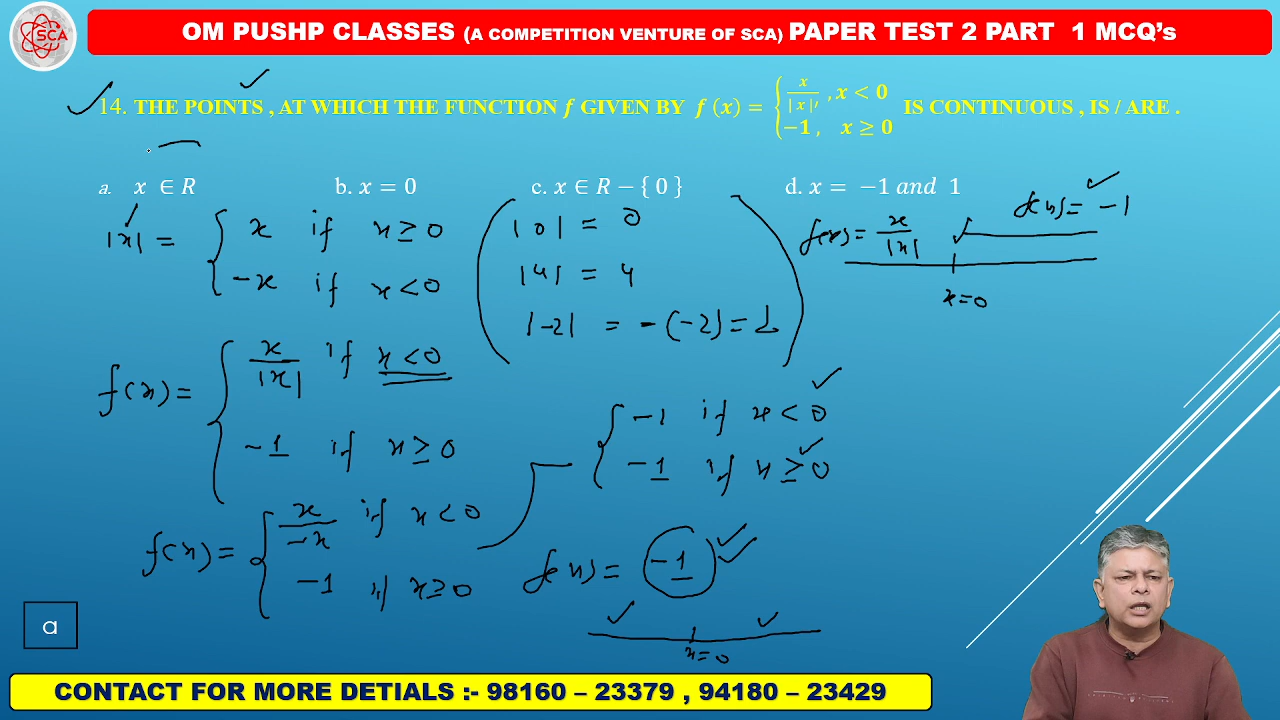 SCA
OM PUSHP CLASSES (A COMPETITION VENTURE OF SCA) PAPER TEST 2 PART 1 MCQ’s
14. THE POINTS , AT WHICH THE FUNCTION f GIVEN BY f (x) = { x/|x|, , x < 0 ; −1 , x ≥ 0 IS CONTINUOUS , IS / ARE .
a. x ∈ R b. x = 0 c. x ∈ R − { 0 } d. x = −1 and 1
|x| = { x if x ≥ 0
−x if x < 0
|0| = 0
|4| = 4
|−2| = −(−2) = 2
f(x) = x/|x| f(x) = −1
x=0
f(x) = { x/|x| if x < 0
−1 if x ≥ 0
{ −1 if x < 0
−1 if x ≥ 0
f(x) = { x/−x if x < 0
−1 if x ≥ 0
f(x) = −1
x=0
a
CONTACT FOR MORE DETIALS :- 98160 – 23379 , 94180 – 23429